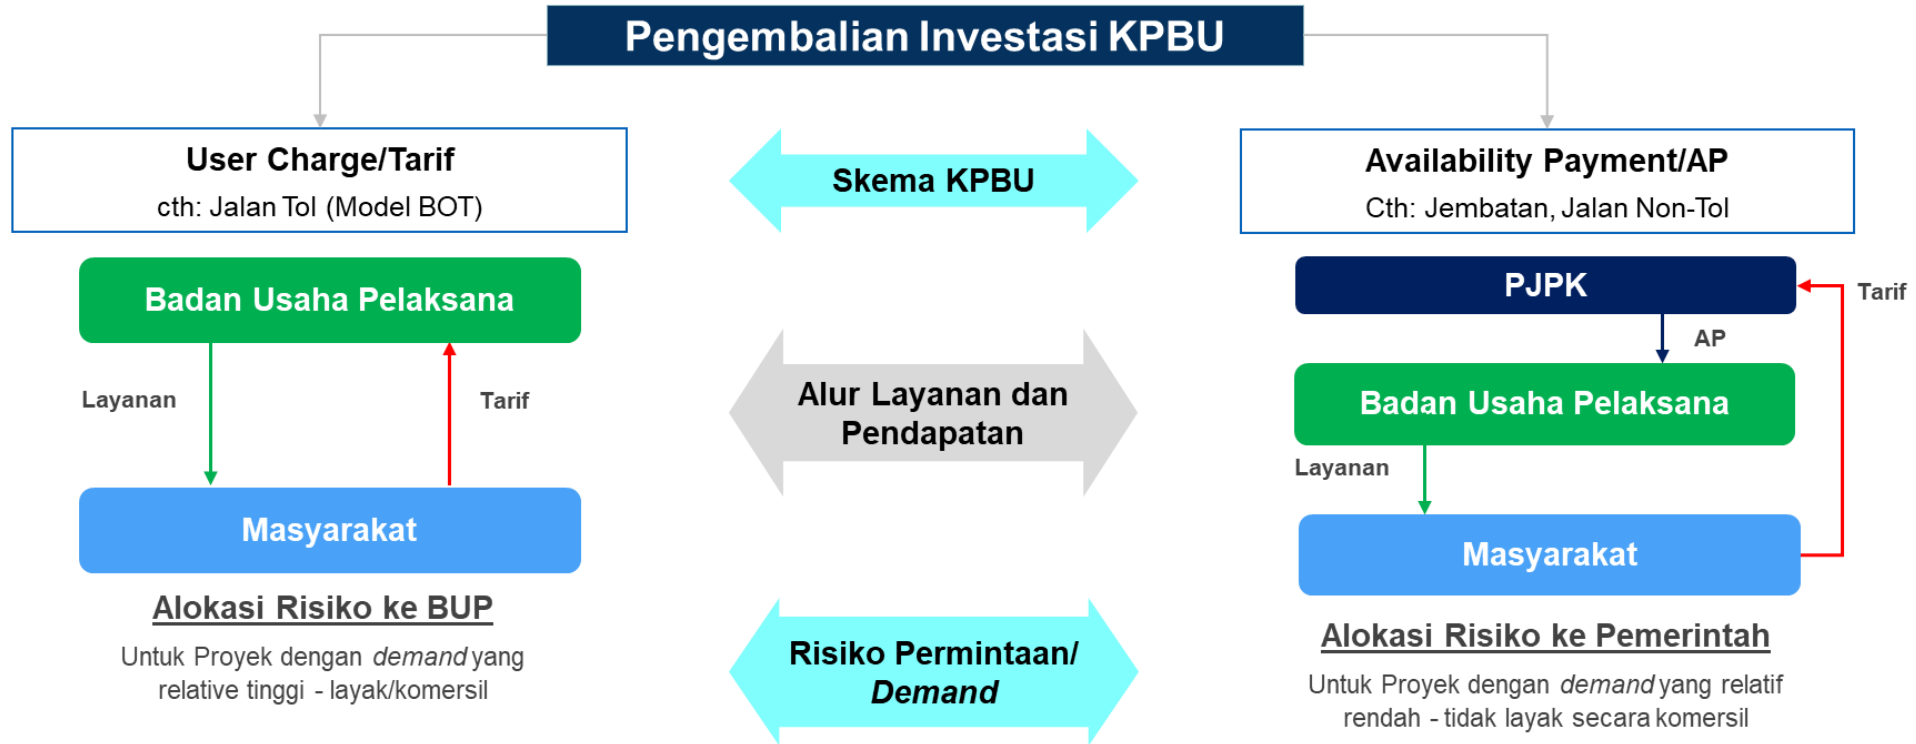 Pengembalian Investasi KPBU
User Charge/Tarif
cth: Jalan Tol (Model BOT)
Skema KPBU
Availability Payment/AP
Cth: Jembatan, Jalan Non-Tol
Badan Usaha Pelaksana
Layanan
Tarif
Masyarakat
Alokasi Risiko ke BUP
Untuk Proyek dengan demand yang
relative tinggi - layak/komersil
Alur Layanan dan
Pendapatan
Risiko Permintaan/
Demand
PJPK
Tarif
AP
Badan Usaha Pelaksana
Layanan
Masyarakat
Alokasi Risiko ke Pemerintah
Untuk Proyek dengan demand yang relatif
rendah - tidak layak secara komersil